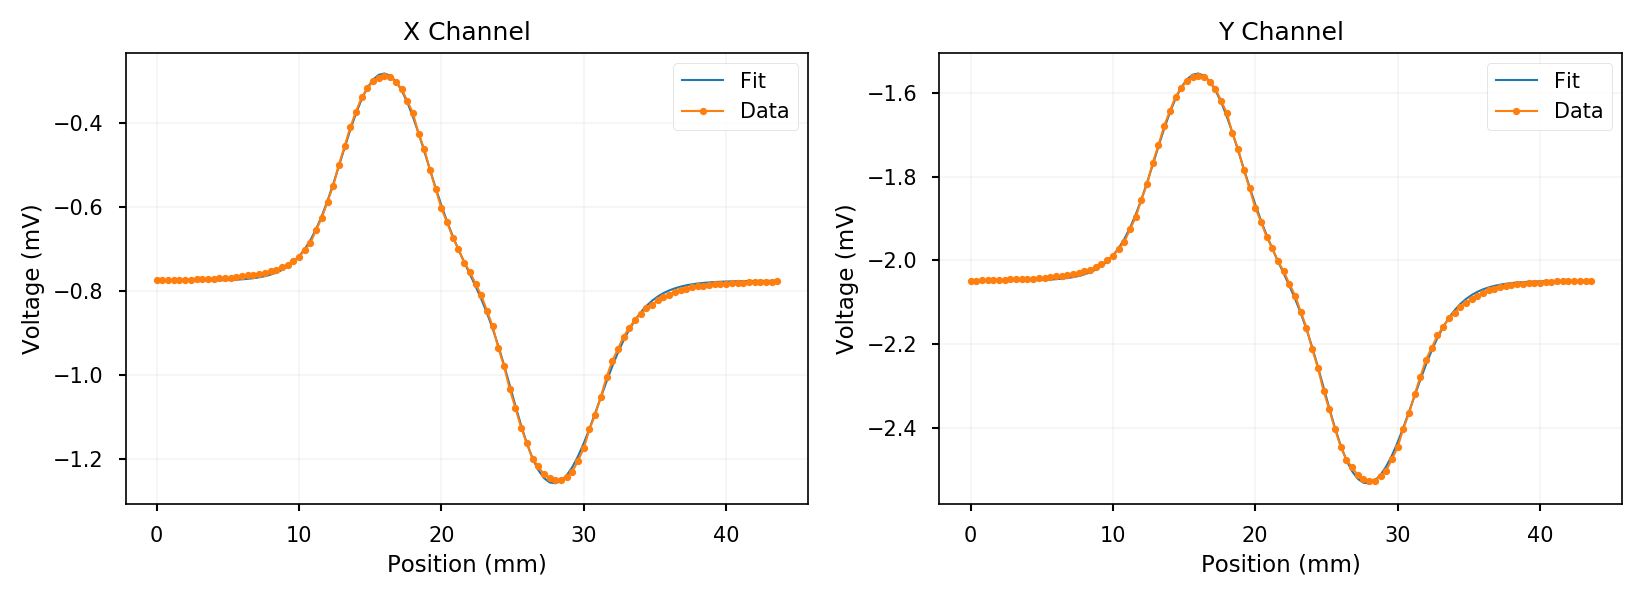 X Channel
Voltage (mV)
−0.4
−0.6
−0.8
−1.0
−1.2
0
10
20
30
40
Position (mm)
Fit
Data
Y Channel
Voltage (mV)
−1.6
−1.8
−2.0
−2.2
−2.4
0
10
20
30
40
Position (mm)
Fit
Data